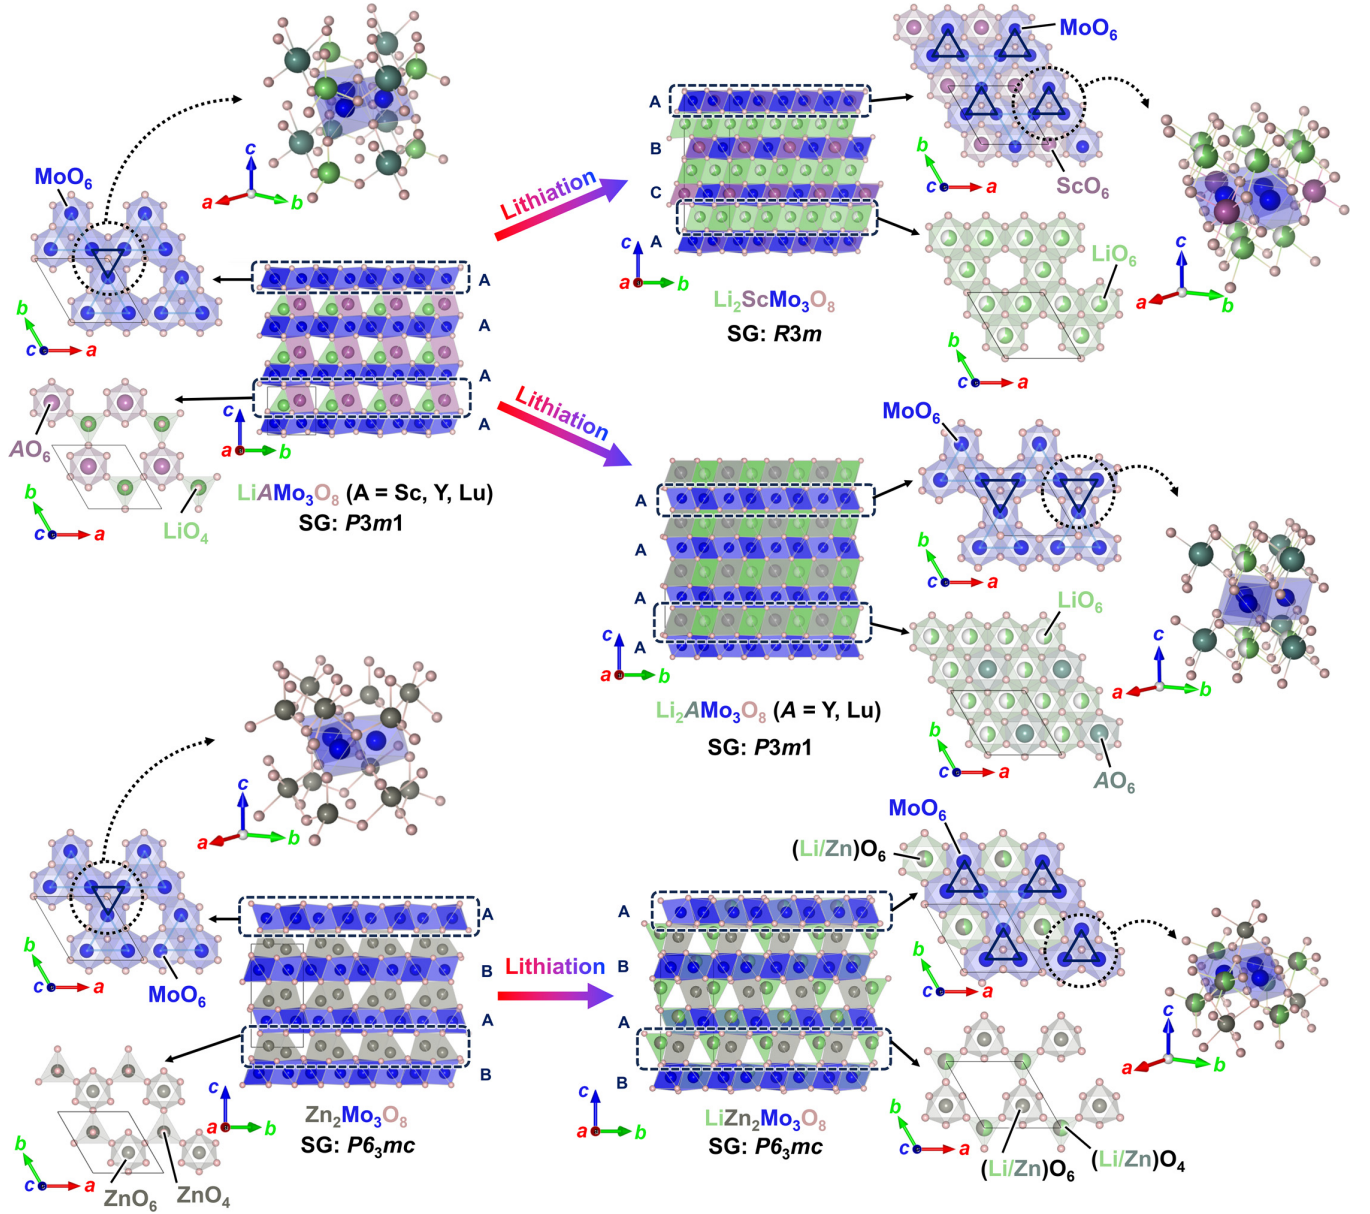 MoO₆
c
a
b
MoO₆
b
c
a
A
A
A
A
c
a
b
AO₆
LiO₄
b
c
a
LiAMo₃O₈ (A = Sc, Y, Lu)
SG: P3m1
Lithiation
A
B
C
A
c
a
b
Li₂ScMo₃O₈
SG: R3m
MoO₆
ScO₆
b
c
a
LiO₆
b
c
a
c
a
b
Lithiation
A
A
A
A
c
a
b
Li₂AMo₃O₈ (A = Y, Lu)
SG: P3m1
MoO₆
b
c
a
LiO₆
AO₆
b
c
a
c
a
b
c
a
b
MoO₆
b
c
a
A
B
A
B
c
a
b
ZnO₆
ZnO₄
b
c
a
Zn₂Mo₃O₈
SG: P6₃mc
Lithiation
A
B
A
B
c
a
b
LiZn₂Mo₃O₈
SG: P6₃mc
MoO₆
(Li/Zn)O₆
b
c
a
(Li/Zn)O₆
(Li/Zn)O₄
b
c
a
c
a
b